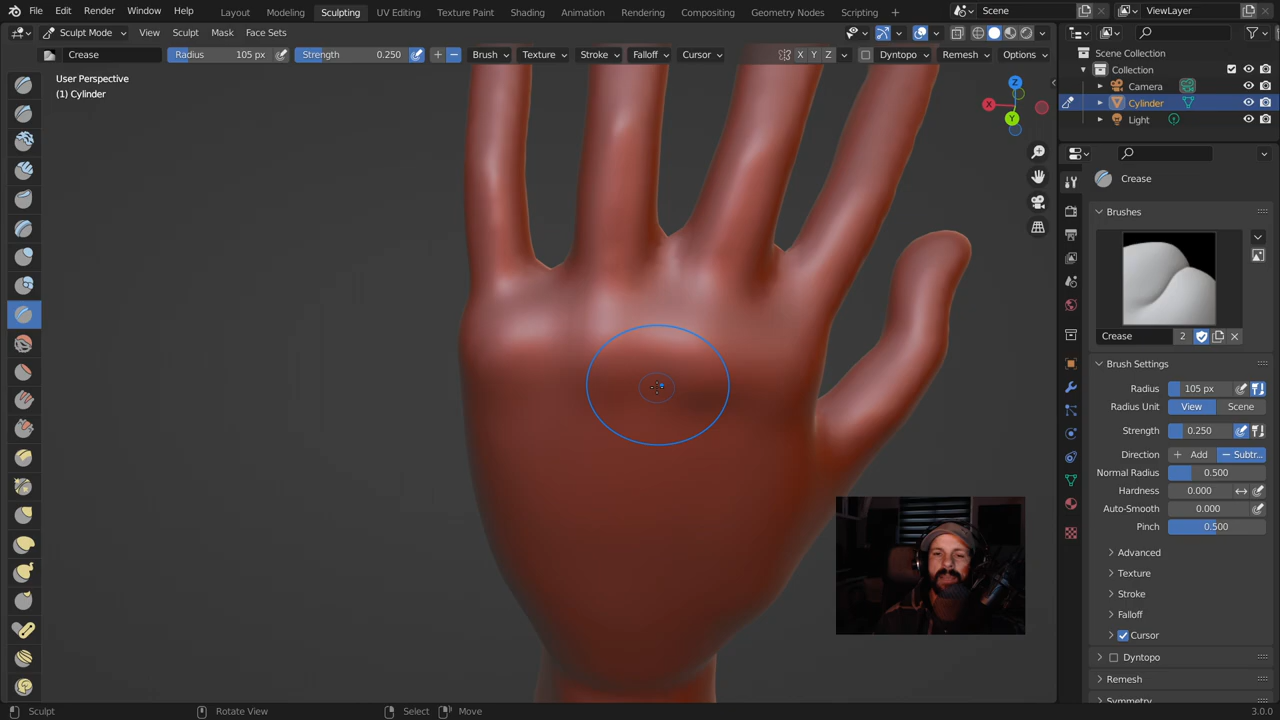 File Edit Render Window Help
Layout Modeling Sculpting UV Editing Texture Paint Shading Animation Rendering Compositing Geometry Nodes Scripting +
Scene
ViewLayer
Sculpt Mode View Sculpt Mask Face Sets
Crease Radius 105 px Strength 0.250 + − Brush Texture Stroke Falloff Cursor X Y Z Dyntopo Remesh Options
User Perspective
(1) Cylinder
Z
X
Y
Scene Collection
Collection
Camera
Cylinder
Light
Crease
Brushes
Crease 2
Brush Settings
Radius 105 px
Radius Unit View Scene
Strength 0.250
Direction + Add − Subtr...
Normal Radius 0.500
Hardness 0.000
Auto-Smooth 0.000
Pinch 0.500
Advanced
Texture
Stroke
Falloff
Cursor
Dyntopo
Remesh
Symmetry
Sculpt Rotate View Select Move 3.0.0